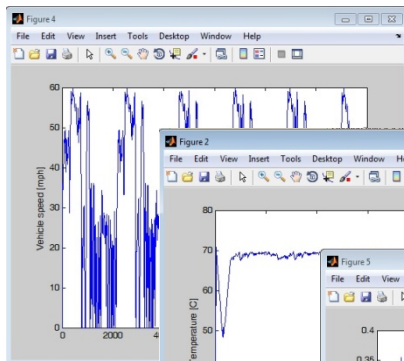 Figure 4
File Edit View Insert Tools Desktop Window Help
60
50
40
30
20
10
0
Vehicle speed [mph]
0 2000
Figure 2
File Edit View Insert Tools Desktop Window
80
70
60
50
Temperature [C]
Figure 5
File Edit View
0.4
0.35